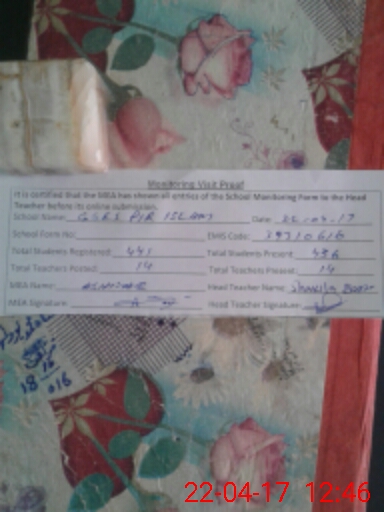 Monitoring Visit Proof
It is certified that the MEA has shown all entries of the School Monitoring Form to the Head
Teacher before its online submission.
School Name: GGES PIR ISLAM Date: 22-04-17
School Form No: EMIS Code: 39310616
Total Students Registered: 441 Total Students Present: 436
Total Teachers Posted: 14 Total Teachers Present: 14
MEA Name: Head Teacher Name: Shakila
MEA Signature: Head Teacher Signature:
22-04-17 12:46